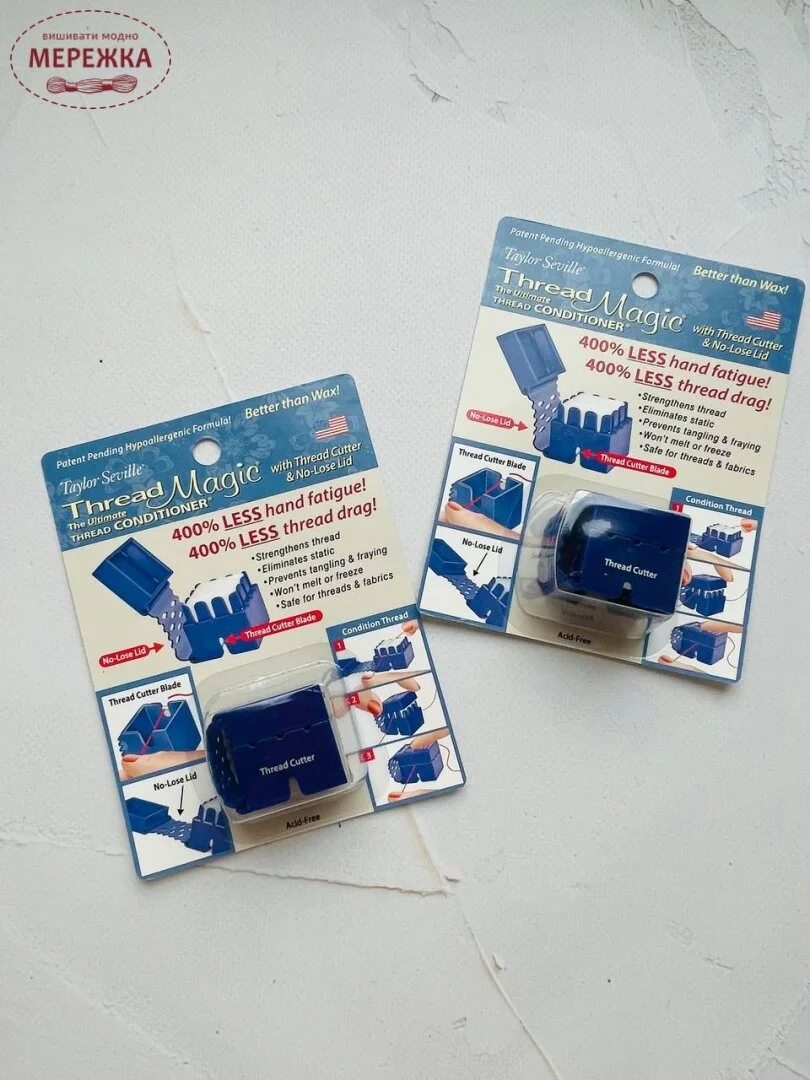 вишивати модно
МЕРЕЖКА
Patent Pending Hypoallergenic Formula!
Better than Wax!
Taylor Seville™
Thread Magic®
The Ultimate
THREAD CONDITIONER®
with Thread Cutter
& No-Lose Lid
400% LESS hand fatigue!
400% LESS thread drag!
•Strengthens thread
•Eliminates static
•Prevents tangling & fraying
•Won't melt or freeze
•Safe for threads & fabrics
No-Lose Lid
Thread Cutter Blade
Thread Cutter Blade
No-Lose Lid
Condition Thread
1
Thread Cutter
Acid-Free
Patent Pending Hypoallergenic Formula!
Better than Wax!
Taylor Seville™
Thread Magic®
The Ultimate
THREAD CONDITIONER®
with Thread Cutter
& No-Lose Lid
400% LESS hand fatigue!
400% LESS thread drag!
•Strengthens thread
•Eliminates static
•Prevents tangling & fraying
•Won't melt or freeze
•Safe for threads & fabrics
No-Lose Lid
Thread Cutter Blade
Thread Cutter Blade
No-Lose Lid
Condition Thread
1
2
3
Thread Cutter
Acid-Free